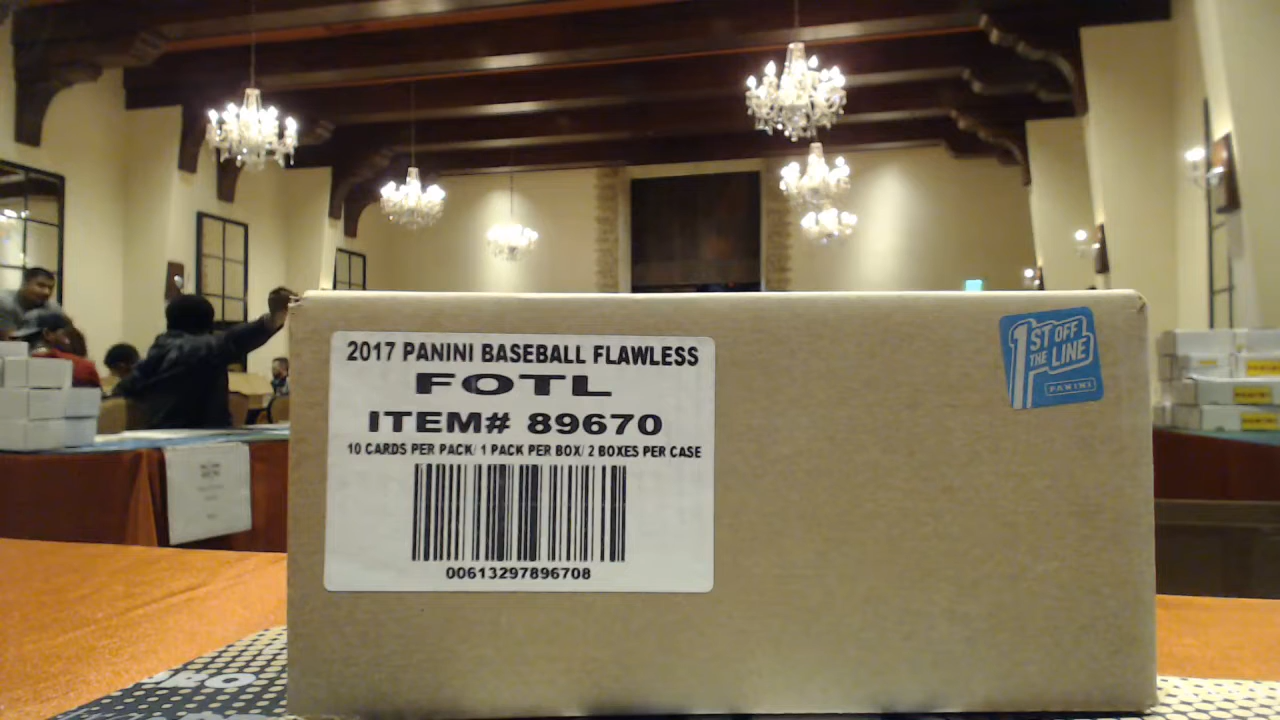 2017 PANINI BASEBALL FLAWLESS
FOTL
ITEM# 89670
10 CARDS PER PACK/ 1 PACK PER BOX/ 2 BOXES PER CASE
00613297896708
1ST OFF
THE LINE
PANINI